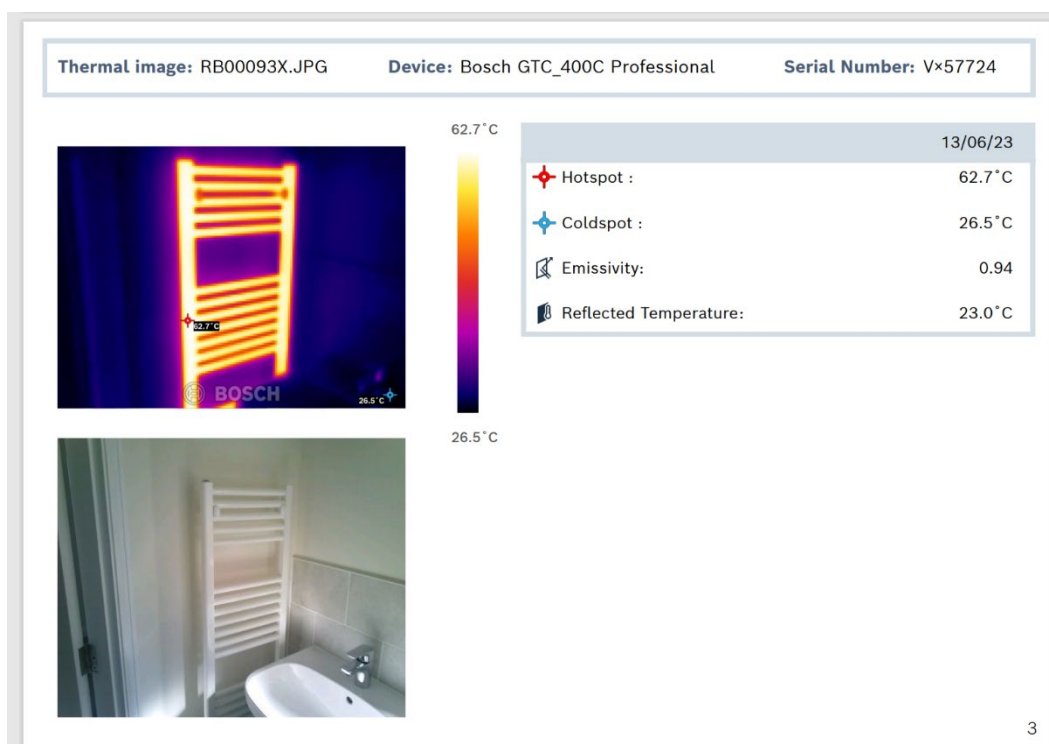 Thermal image: RB00093X.JPG Device: Bosch GTC_400C Professional Serial Number: V×57724
62.7°C
13/06/23
Hotspot : 62.7°C
Coldspot : 26.5°C
Emissivity: 0.94
Reflected Temperature: 23.0°C
62.7°C
BOSCH
26.5°C
26.5°C
3